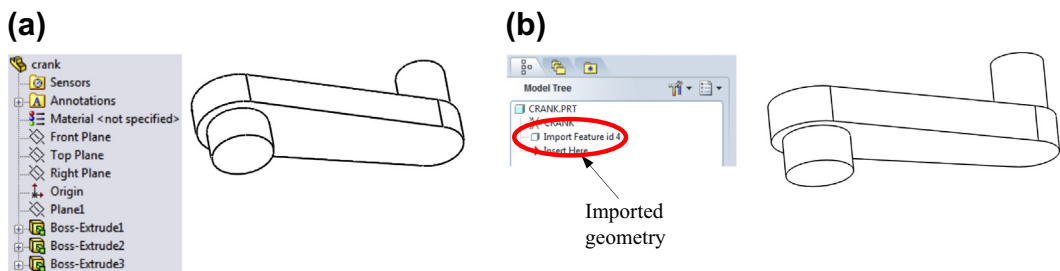 (a)
crank
Sensors
Annotations
Material <not specified>
Front Plane
Top Plane
Right Plane
Origin
Plane1
Boss-Extrude1
Boss-Extrude2
Boss-Extrude3
(b)
Model Tree
CRANK.PRT
CRANK
Import Feature id 4
Insert Here
Imported
geometry